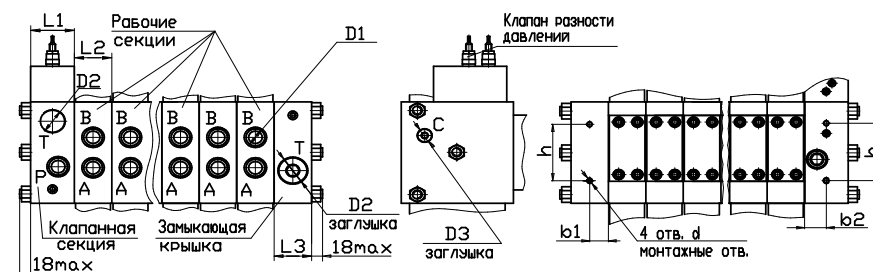 L1
L2
D2
Рабочие
секции
D1
B B B B B
T
P
A A A A A
T
Клапанная
секция
Замыкающая
крышка
D2
заглушка
L3
18max
18max
Клапан разности
давлений
C
D3
заглушка
h
h
b1
4 отв. d
монтажные отв.
b2